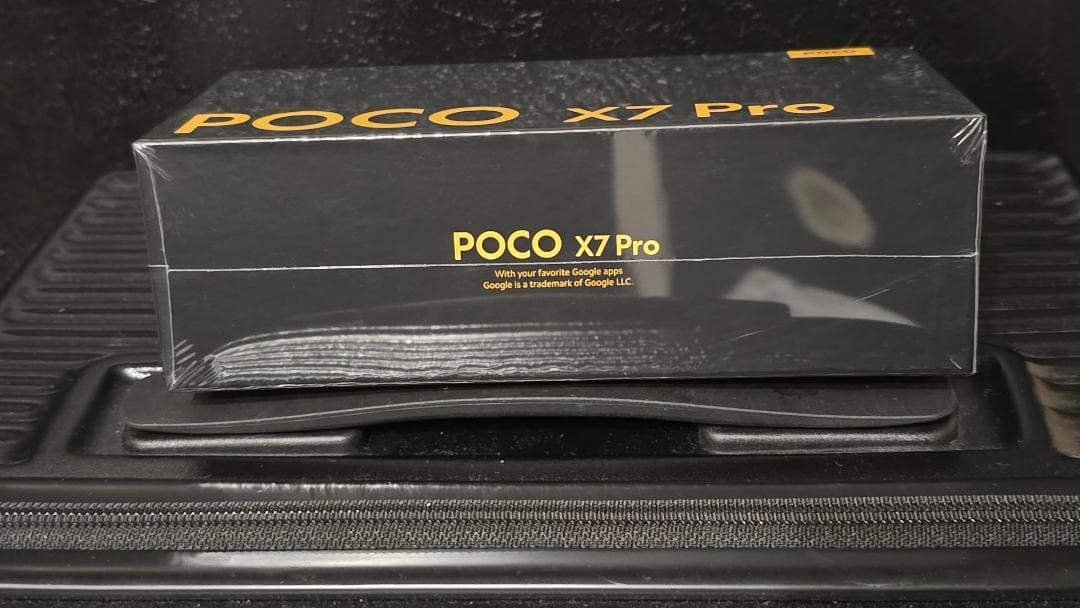 POCO
POCO X7 Pro
POCO X7 Pro
With your favorite Google apps
Google is a trademark of Google LLC.